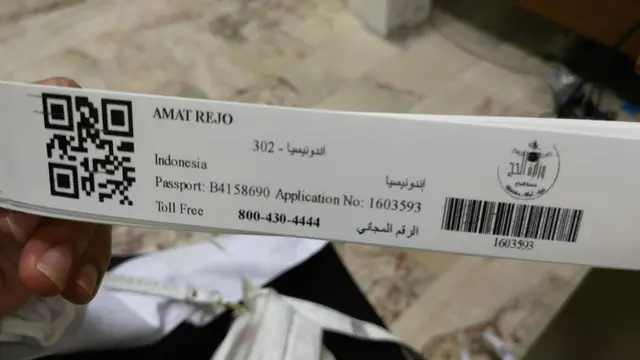 AMAT REJO
اندونيسيا - 302
Indonesia إندونيسيا
Passport: B4158690 Application No: 1603593
Toll Free 800-430-4444 الرقم المجاني
وزارة الحج
1603593